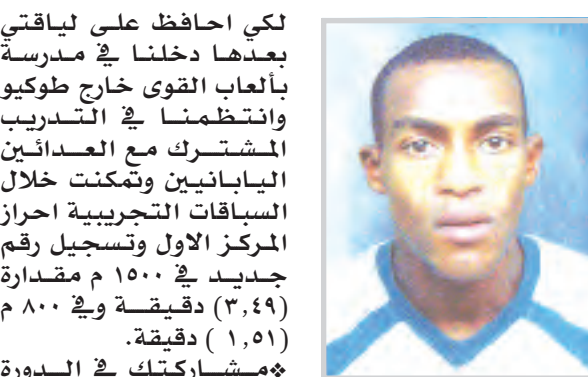 لكي احافظ على لياقتي
بعدها دخلنا في مدرسة
بألعاب القوى خارج طوكيو
وانتظمنا في التدريب
المشترك مع العدائين
اليابانيين وتمكنت خلال
السباقات التجريبية احراز
المركز الاول وتسجيل رقم
جديد في ١٥٠٠ م مقدارة
(٣,٤٩) دقيقة وفي ٨٠٠ م
(١,٥١ ) دقيقة.
❖مشاركتك في الدورة